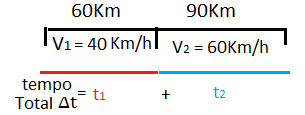 60Km 90Km
V₁ = 40 Km/h V₂ = 60Km/h
tempo
Total Δt = t₁ + t₂